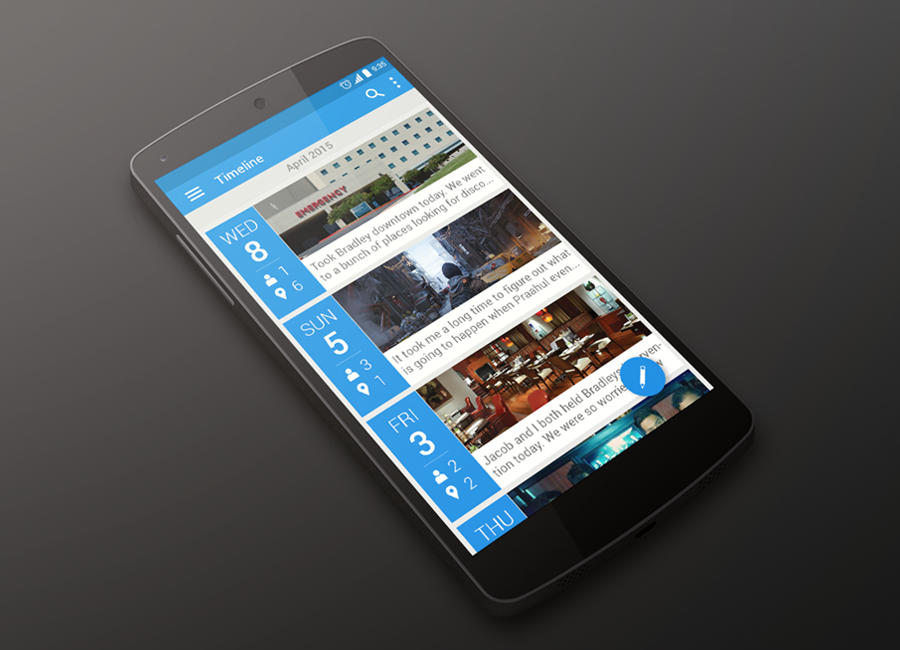 9:35
Timeline
April 2015
EMERGENCY
WED
8
1
6
Took Bradley downtown today. We went
to a bunch of places looking for disco...
SUN
5
3
1
It took me a long time to figure out what
is going to happen when Praahul even...
FRI
3
2
2
Jacob and I both held Bradleys
tion today. We were so worrie
THU